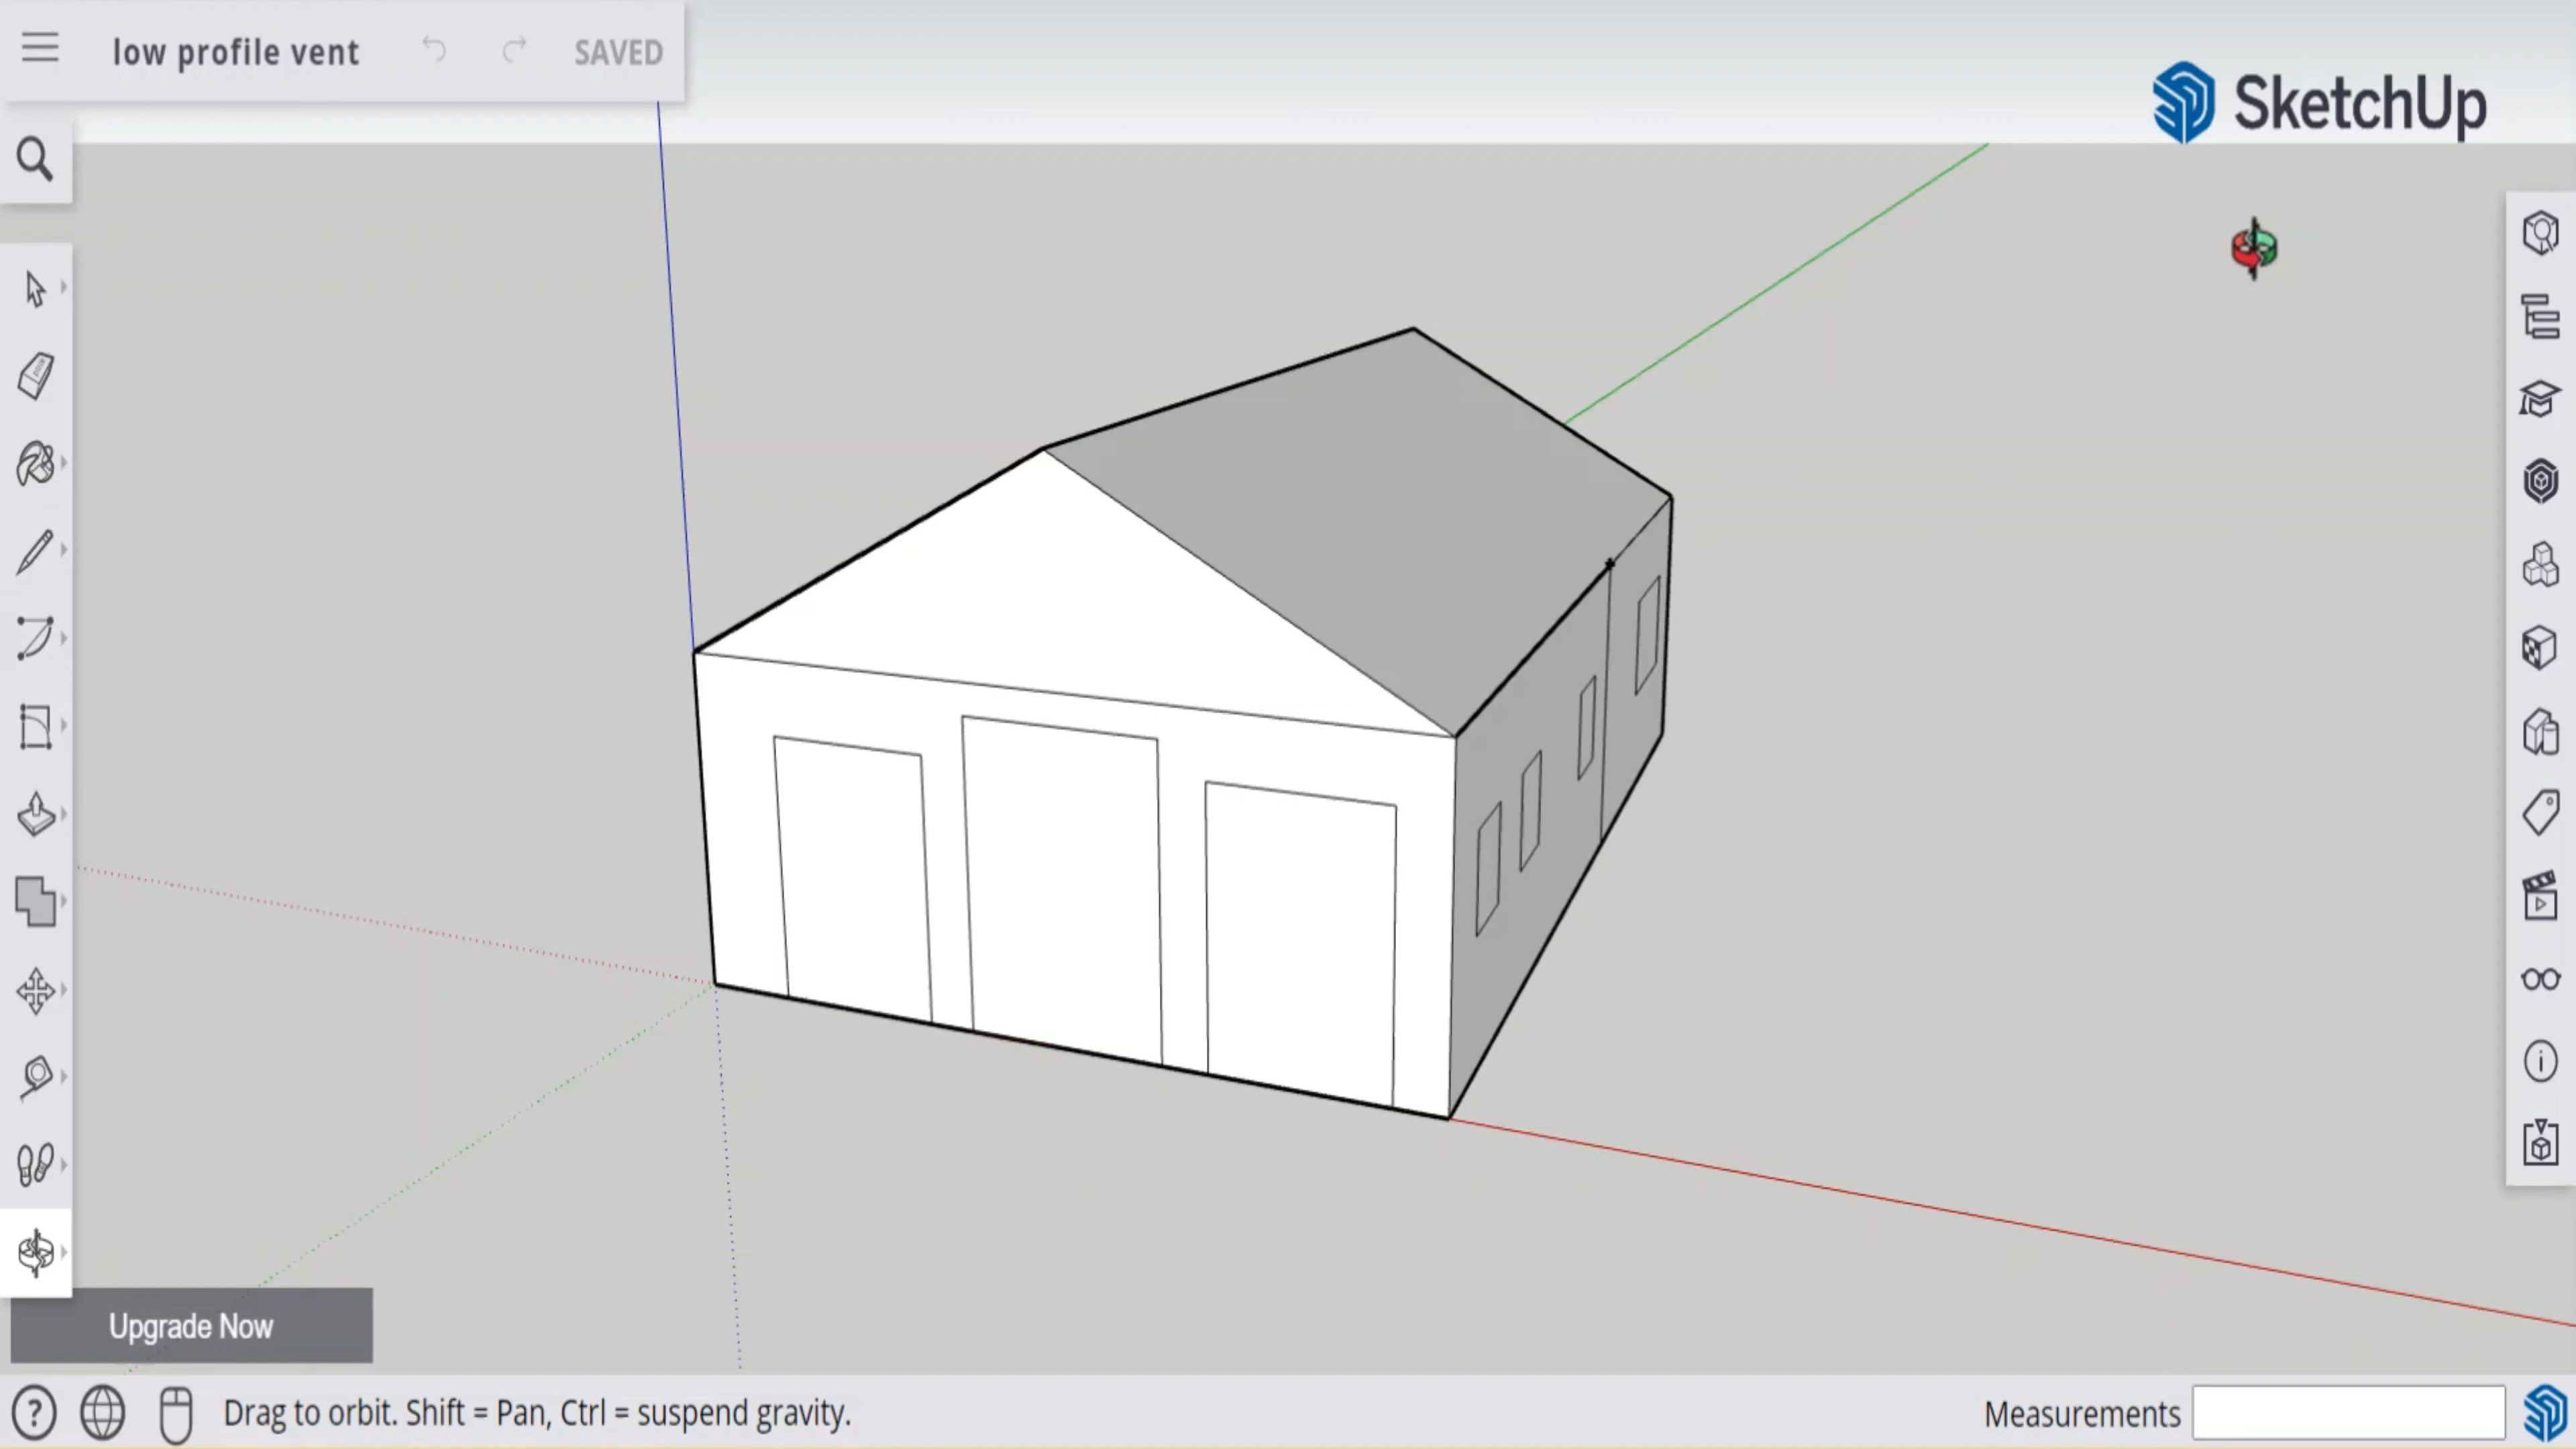 low profile vent
SAVED
SketchUp
Upgrade Now
?
Drag to orbit. Shift = Pan, Ctrl = suspend gravity.
Measurements